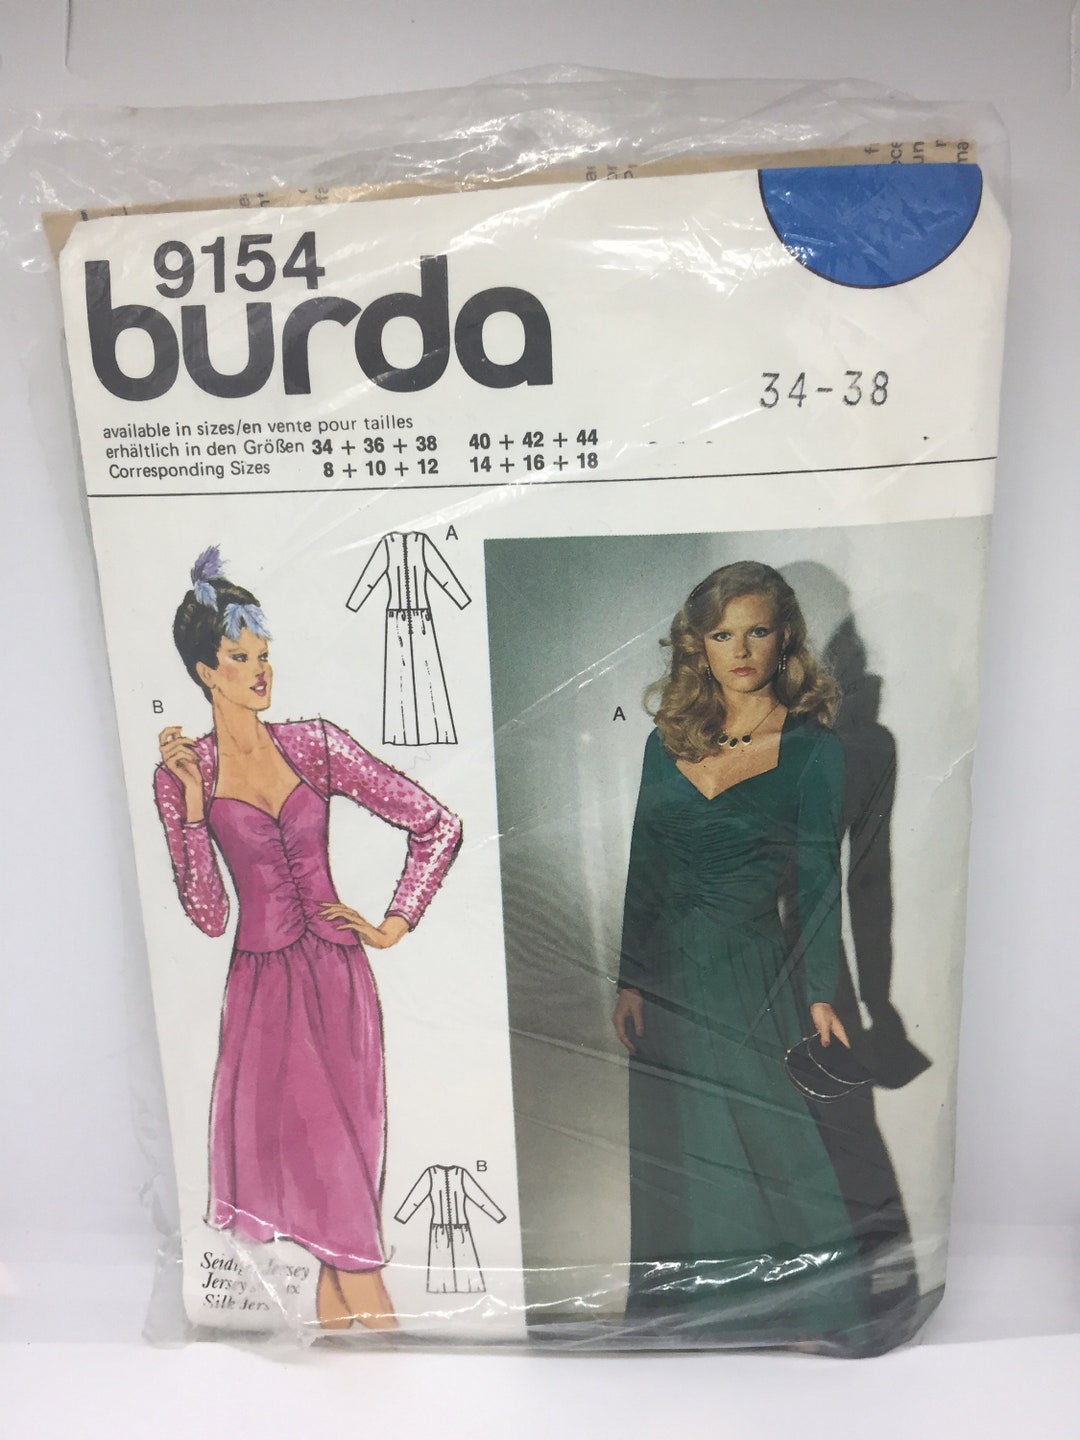 9154
burda
34-38
available in sizes/en vente pour tailles
erhältlich in den Größen 34 + 36 + 38 40 + 42 + 44
Corresponding Sizes 8 + 10 + 12 14 + 16 + 18
A
B
A
B
Jersey
Silk